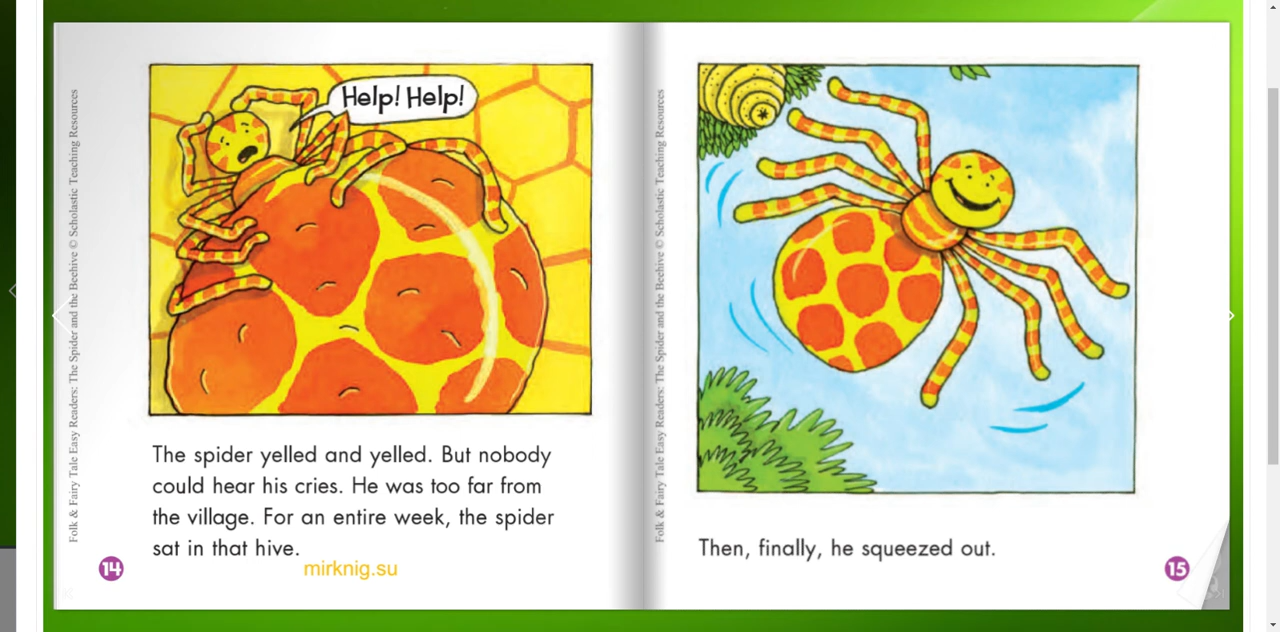 Folk & Fairy Tale Easy Readers: The Spider and the Beehive © Scholastic Teaching Resources
Help! Help!
The spider yelled and yelled. But nobody
could hear his cries. He was too far from
the village. For an entire week, the spider
sat in that hive.
14
mirknig.su
Folk & Fairy Tale Easy Readers: The Spider and the Beehive © Scholastic Teaching Resources
Then, finally, he squeezed out.
15